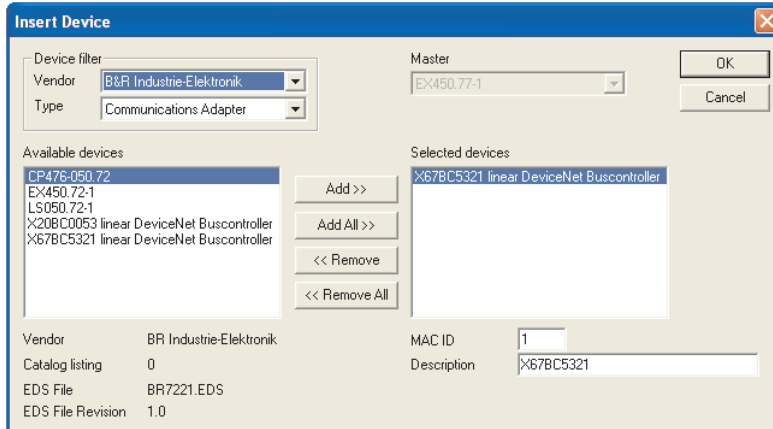 Insert Device
Device filter
Vendor B&R Industrie-Elektronik
Type Communications Adapter
Master
EX450.77-1
OK
Cancel
Available devices
CP476-050.72
EX450.72-1
LS050.72-1
X20BC0053 linear DeviceNet Buscontroller
X67BC5321 linear DeviceNet Buscontroller
Add >>
Add All >>
<< Remove
<< Remove All
Selected devices
X67BC5321 linear DeviceNet Buscontroller
Vendor BR Industrie-Elektronik
Catalog listing 0
EDS File BR7221.EDS
EDS File Revision 1.0
MAC ID 1
Description X67BC5321